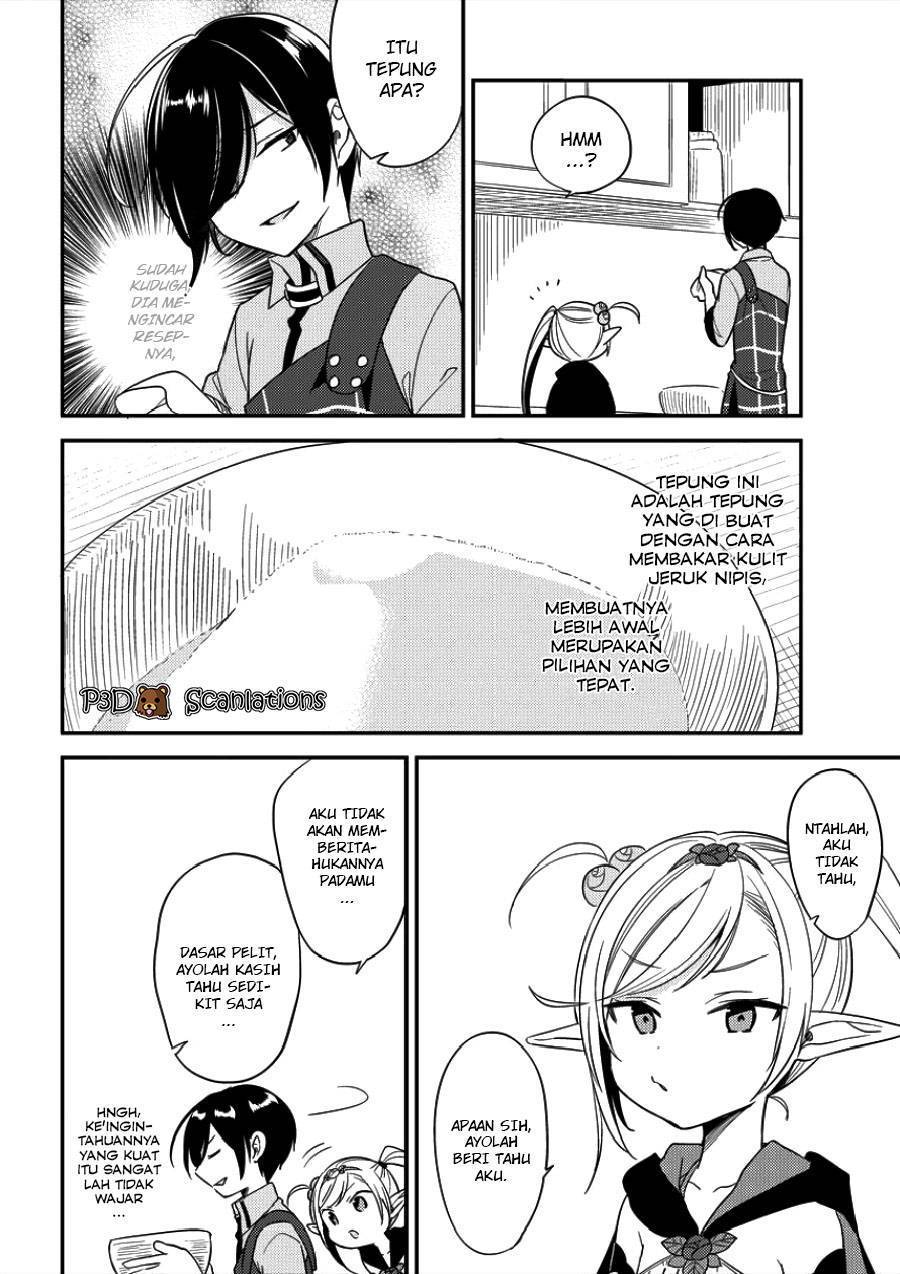 HMM
...?
ITU
TEPUNG
APA?
SUDAH
KUDUGA,
DIA ME-
NGINCAR
RESEP-
NYA,
TEPUNG INI
ADALAH TEPUNG
YANG DI BUAT
DENGAN CARA
MEMBAKAR KULIT
JERUK NIPIS,
MEMBUATNYA
LEBIH AWAL
MERUPAKAN
PILIHAN YANG
TEPAT.
P3D Scanlations
NTAHLAH,
AKU
TIDAK
TAHU,
APAAN SIH,
AYOLAH
BERI TAHU
AKU.
AKU TIDAK
AKAN MEM-
BERITA-
HUKANNYA
PADAMU
...
DASAR PELIT,
AYOLAH KASIH
TAHU SEDI-
KIT SAJA
...
HNGH,
KE'INGIN-
TAHUANNYA
YANG KUAT
ITU SANGAT
LAH TIDAK
WAJAR
...